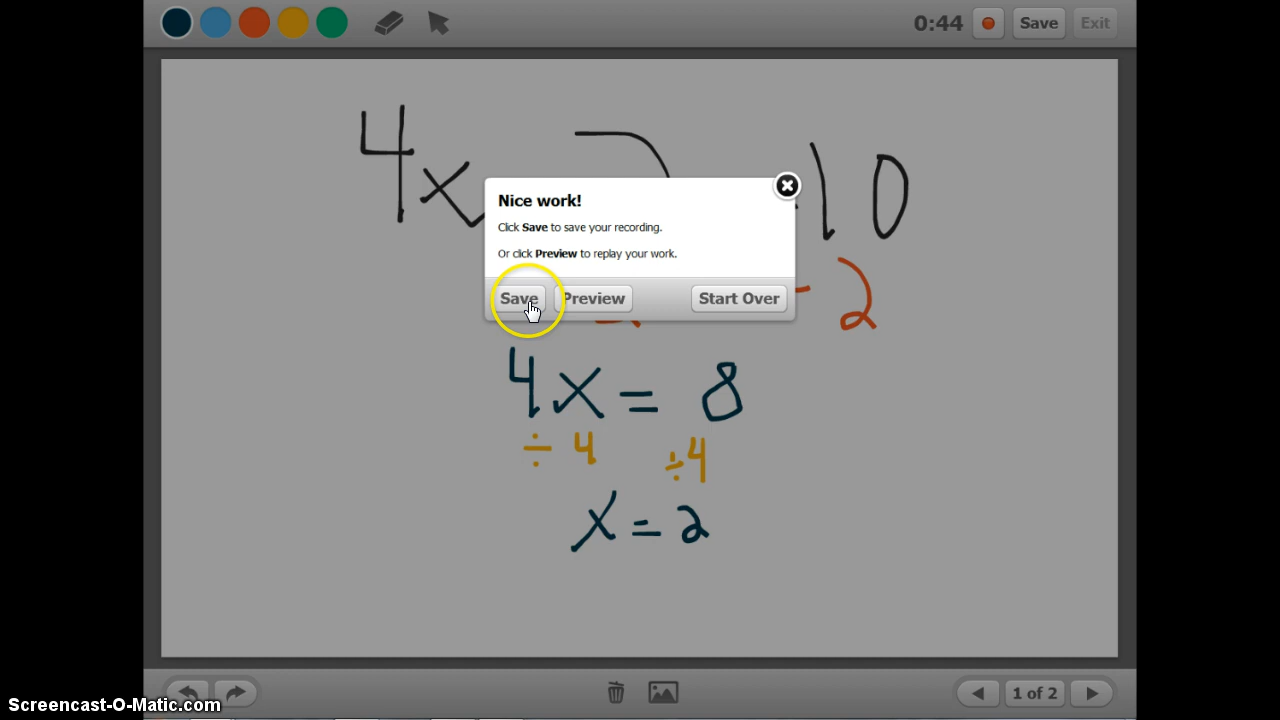 0:44 Save Exit
4x 10
Nice work!
Click Save to save your recording.
Or click Preview to replay your work.
Save Preview Start Over
- 2
4x = 8
÷ 4 ÷4
x = 2
1 of 2
Screencast-O-Matic.com